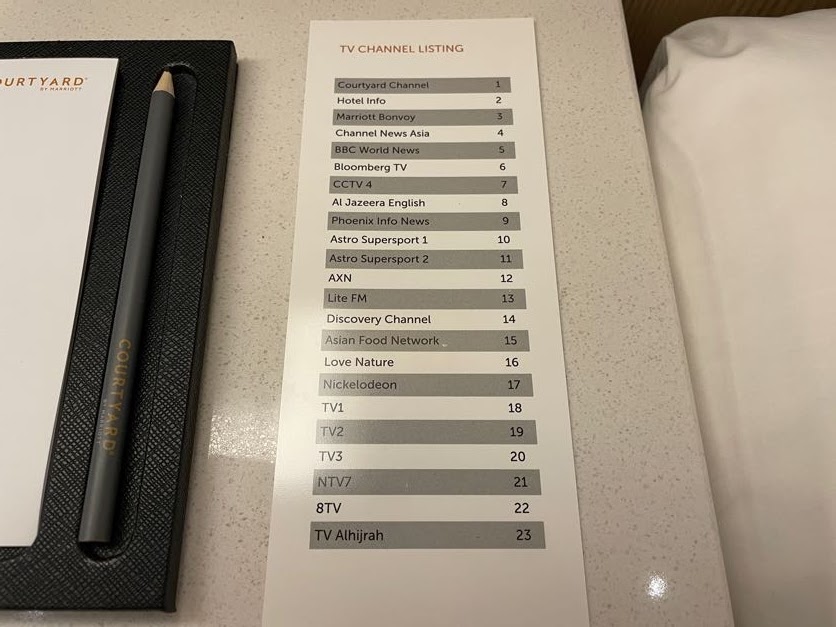 OURTYARD
BY MARRIOTT
COURTYARD
TV CHANNEL LISTING
Courtyard Channel 1
Hotel Info 2
Marriott Bonvoy 3
Channel News Asia 4
BBC World News 5
Bloomberg TV 6
CCTV 4 7
Al Jazeera English 8
Phoenix Info News 9
Astro Supersport 1 10
Astro Supersport 2 11
AXN 12
Lite FM 13
Discovery Channel 14
Asian Food Network 15
Love Nature 16
Nickelodeon 17
TV1 18
TV2 19
TV3 20
NTV7 21
8TV 22
TV Alhijrah 23